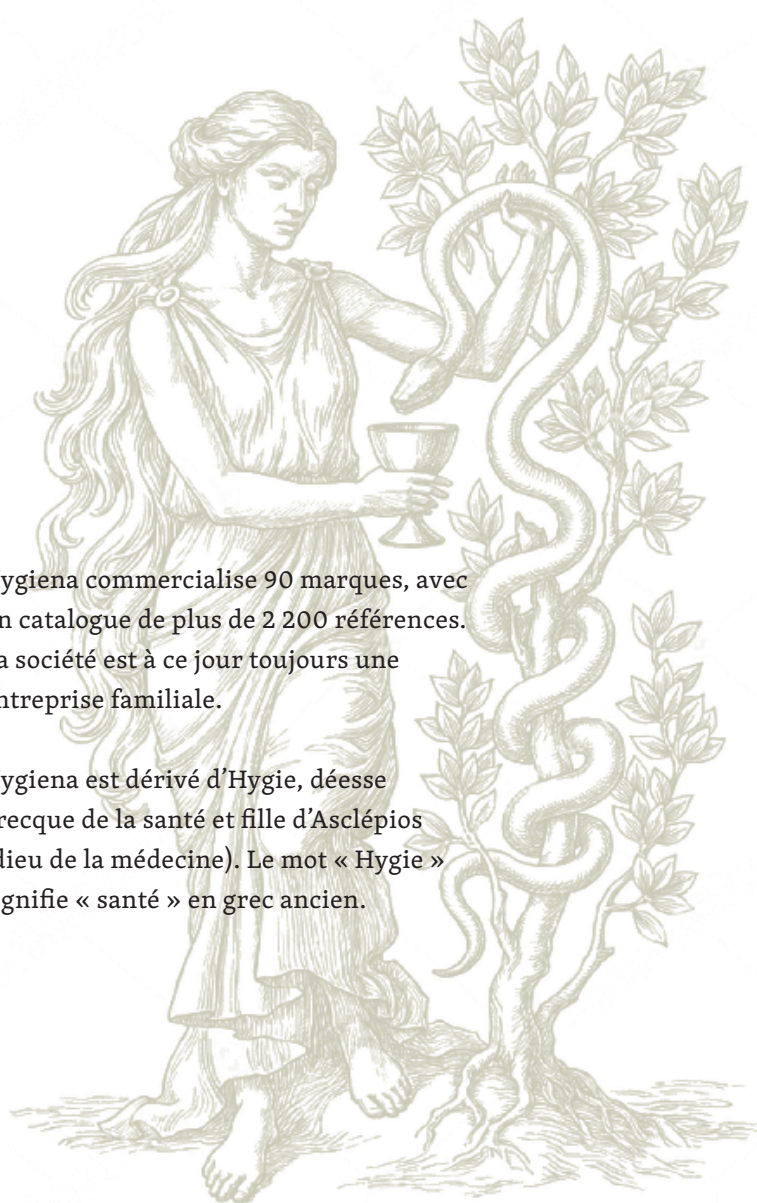 ygiena commercialise 90 marques, avec
n catalogue de plus de 2 200 références.
a société est à ce jour toujours une
ntreprise familiale.
ygiena est dérivé d’Hygie, déesse
recque de la santé et fille d’Asclépios
dieu de la médecine). Le mot « Hygie »
gnifie « santé » en grec ancien.